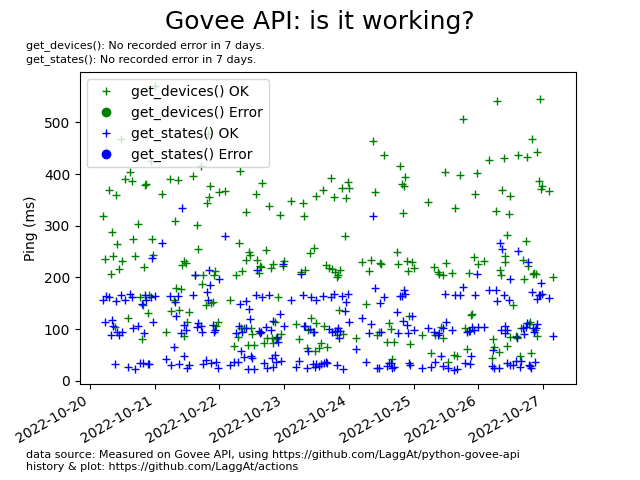 Govee API: is it working?
get_devices(): No recorded error in 7 days.
get_states(): No recorded error in 7 days.
get_devices() OK
get_devices() Error
get_states() OK
get_states() Error
Ping (ms)
500
400
300
200
100
0
2022-10-20
2022-10-21
2022-10-22
2022-10-23
2022-10-24
2022-10-25
2022-10-26
2022-10-27
data source: Measured on Govee API, using https://github.com/LaggAt/python-govee-api
history & plot: https://github.com/LaggAt/actions